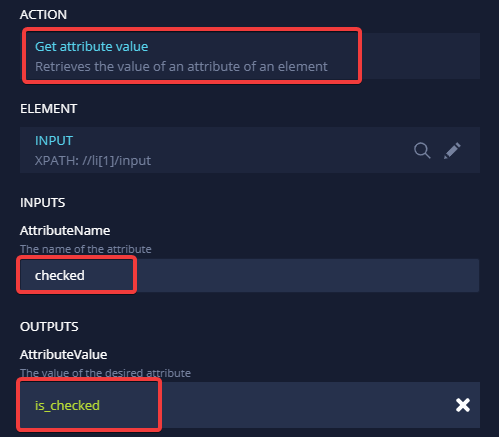 ACTION
Get attribute value
Retrieves the value of an attribute of an element
ELEMENT
INPUT
XPATH: //li[1]/input
INPUTS
AttributeName
The name of the attribute
checked
OUTPUTS
AttributeValue
The value of the desired attribute
is_checked